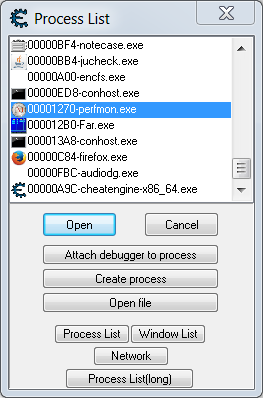 Process List
00000BF4-notecase.exe
00000BB4-jucheck.exe
00000A00-encfs.exe
00000ED8-conhost.exe
00001270-perfmon.exe
000012B0-Far.exe
000013A8-conhost.exe
00000C84-firefox.exe
00000FBC-audiodg.exe
00000A9C-cheatengine-x86_64.exe
Open Cancel
Attach debugger to process
Create process
Open file
Process List Window List
Network
Process List(long)